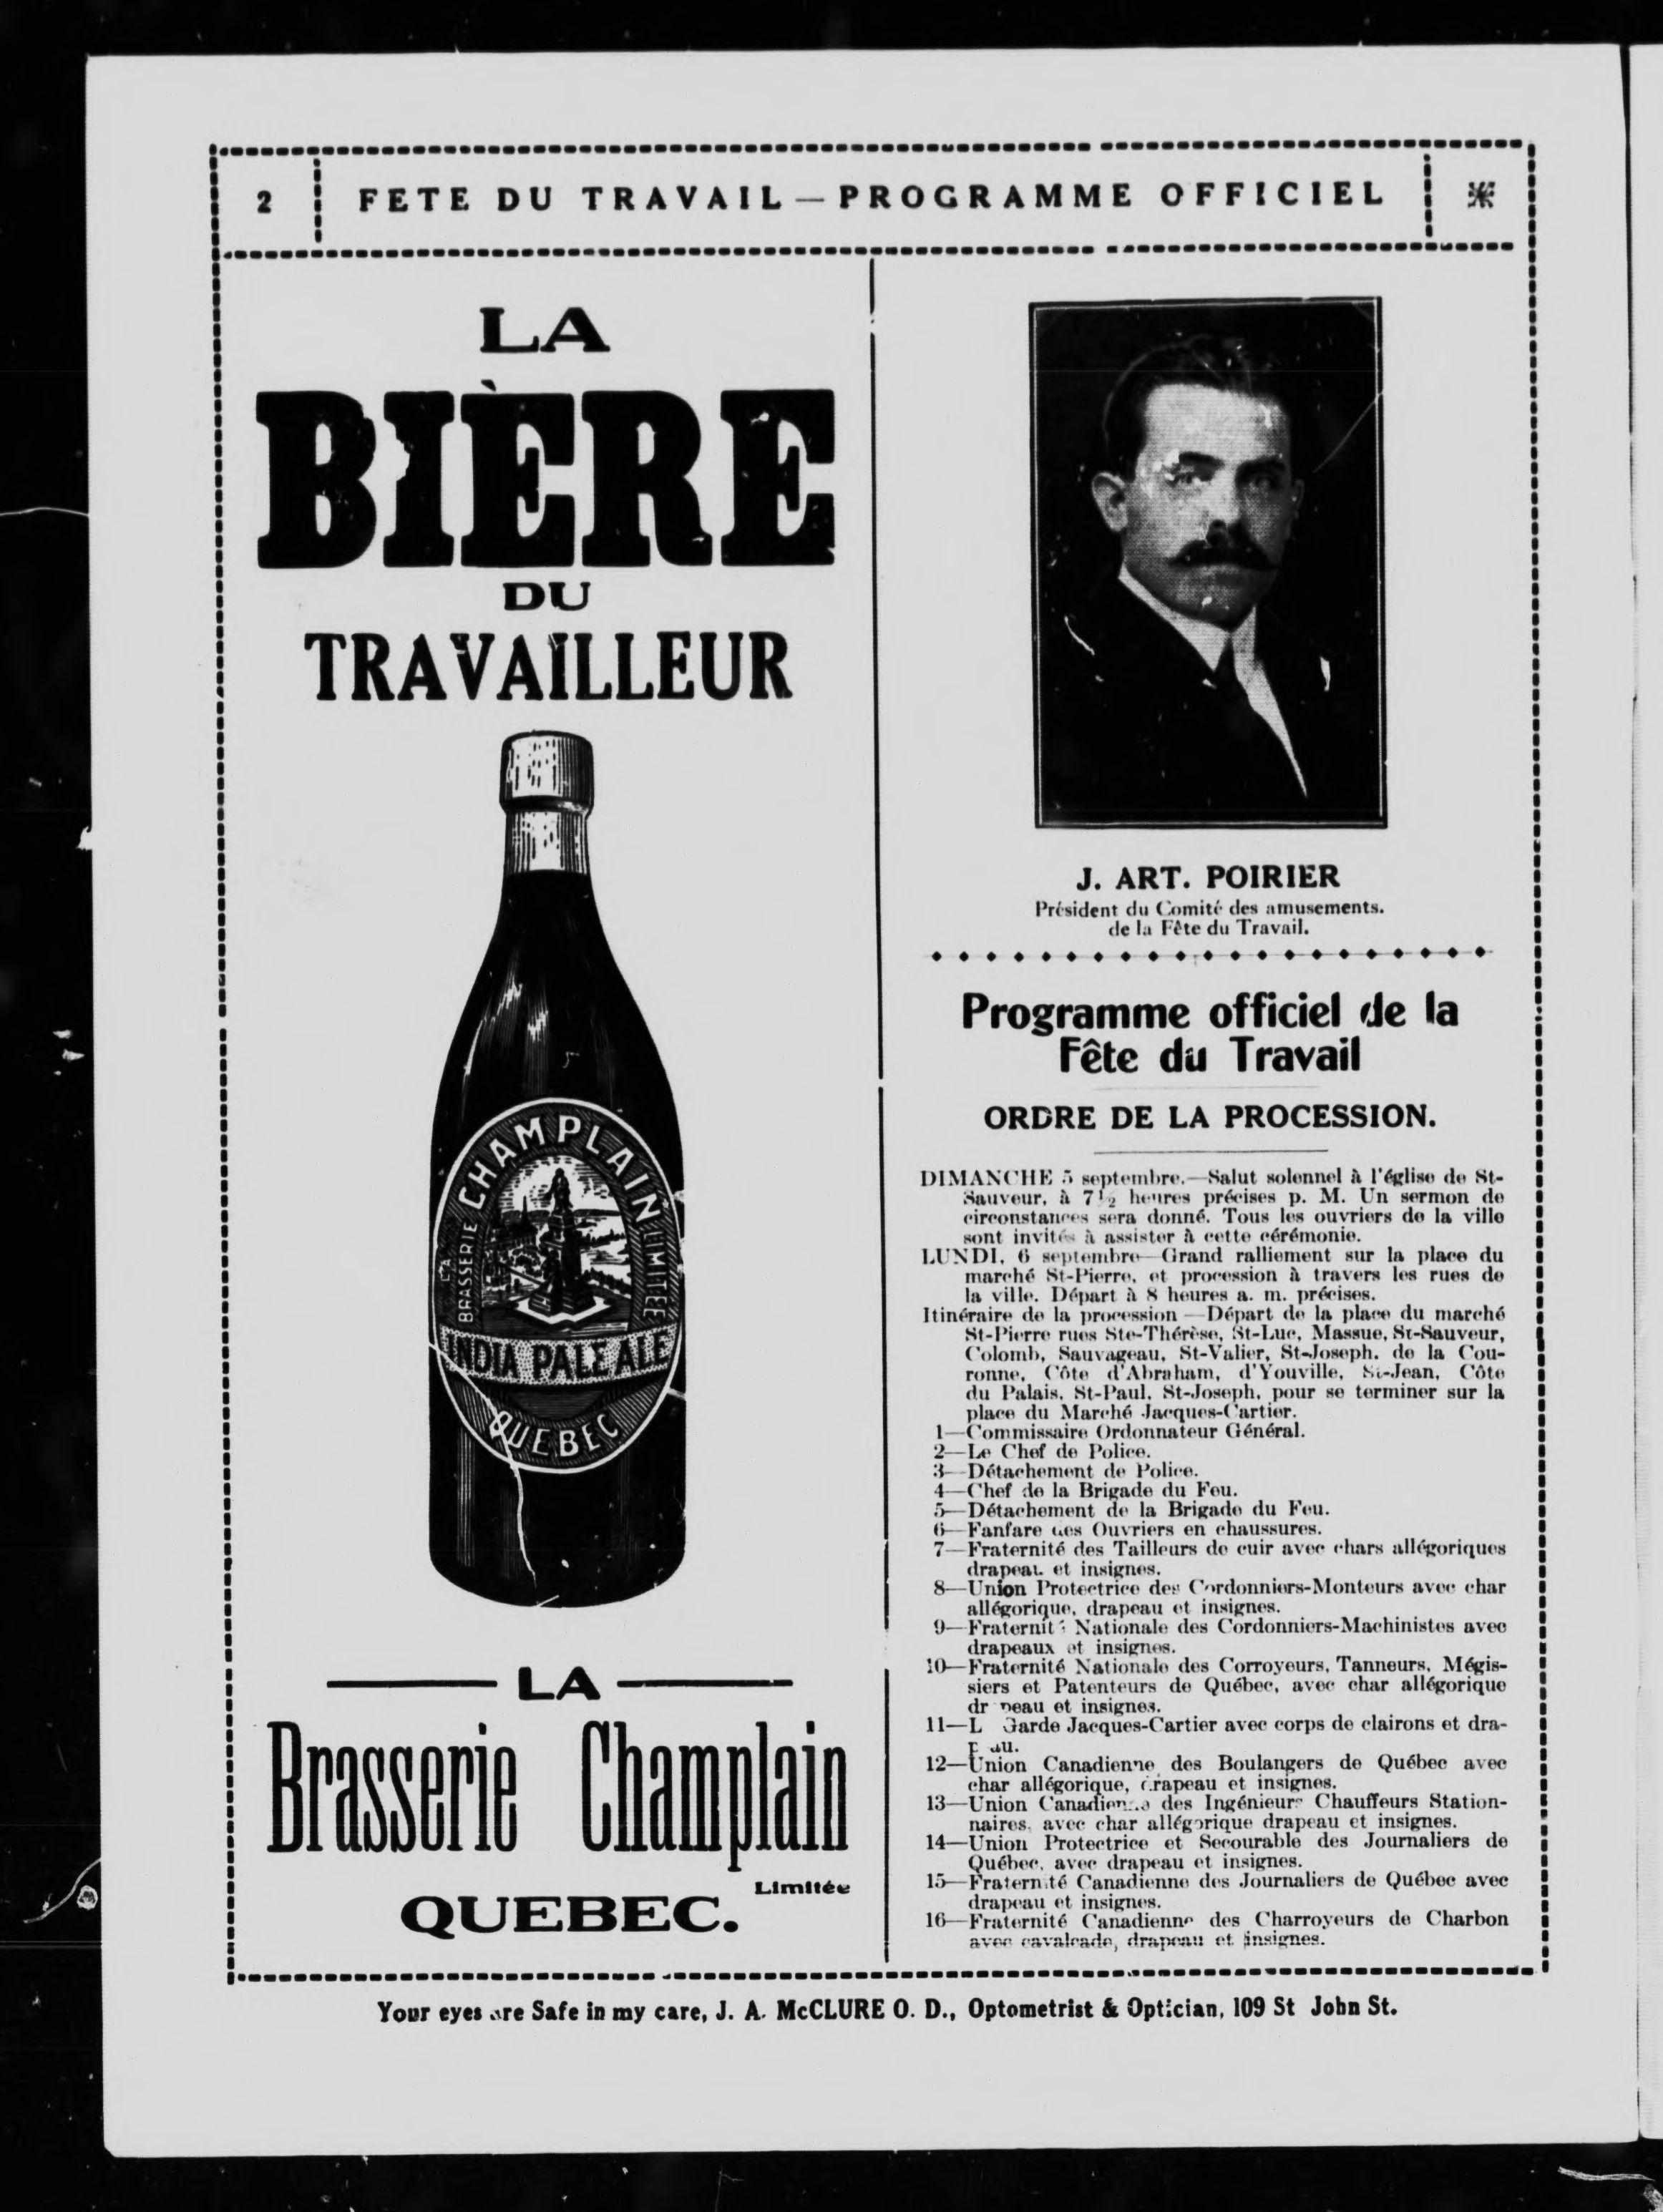 2 FETE DU TRAVAIL — PROGRAMME OFFICIEL
LA
BIÈRE
DU
TRAVAILLEUR
LA BRASSERIE CHAMPLAIN LIMITEE
INDIA PALE ALE
QUEBEC
LA
Brasserie Champlain
Limitée
QUEBEC.
J. ART. POIRIER
Président du Comité des amusements.
de la Fête du Travail.
Programme officiel de la
Fête du Travail
ORDRE DE LA PROCESSION.
DIMANCHE 5 septembre.—Salut solennel à l'église de St-
Sauveur, à 7½ heures précises p. M. Un sermon de
circonstances sera donné. Tous les ouvriers de la ville
sont invités à assister à cette cérémonie.
LUNDI, 6 septembre—Grand ralliement sur la place du
marché St-Pierre, et procession à travers les rues de
la ville. Départ à 8 heures a. m. précises.
Itinéraire de la procession—Départ de la place du marché
St-Pierre rues Ste-Thérèse, St-Luc, Massue, St-Sauveur,
Colomb, Sauvageau, St-Valier, St-Joseph. de la Cou-
ronne, Côte d'Abraham, d'Youville, St-Jean, Côte
du Palais, St-Paul, St-Joseph, pour se terminer sur la
place du Marché Jacques-Cartier.
1—Commissaire Ordonnateur Général.
2—Le Chef de Police.
3—Détachement de Police.
4—Chef de la Brigade du Feu.
5—Détachement de la Brigade du Feu.
6—Fanfare des Ouvriers en chaussures.
7—Fraternité des Tailleurs de cuir avec chars allégoriques
drapeau et insignes.
8—Union Protectrice des Cordonniers-Monteurs avec char
allégorique, drapeau et insignes.
9—Fraternité Nationale des Cordonniers-Machinistes avec
drapeaux et insignes.
10—Fraternité Nationale des Corroyeurs, Tanneurs, Mégis-
siers et Patenteurs de Québec, avec char allégorique
drapeau et insignes.
11—L Garde Jacques-Cartier avec corps de clairons et dra-
peau.
12—Union Canadienne des Boulangers de Québec avec
char allégorique, drapeau et insignes.
13—Union Canadienne des Ingénieurs Chauffeurs Station-
naires, avec char allégorique drapeau et insignes.
14—Union Protectrice et Secourable des Journaliers de
Québec, avec drapeau et insignes.
15—Fraternité Canadienne des Journaliers de Québec avec
drapeau et insignes.
16—Fraternité Canadienne des Charroyeurs de Charbon
avec cavalcade, drapeau et insignes.
Your eyes are Safe in my care, J. A. McCLURE O. D., Optometrist & Optician, 109 St John St.